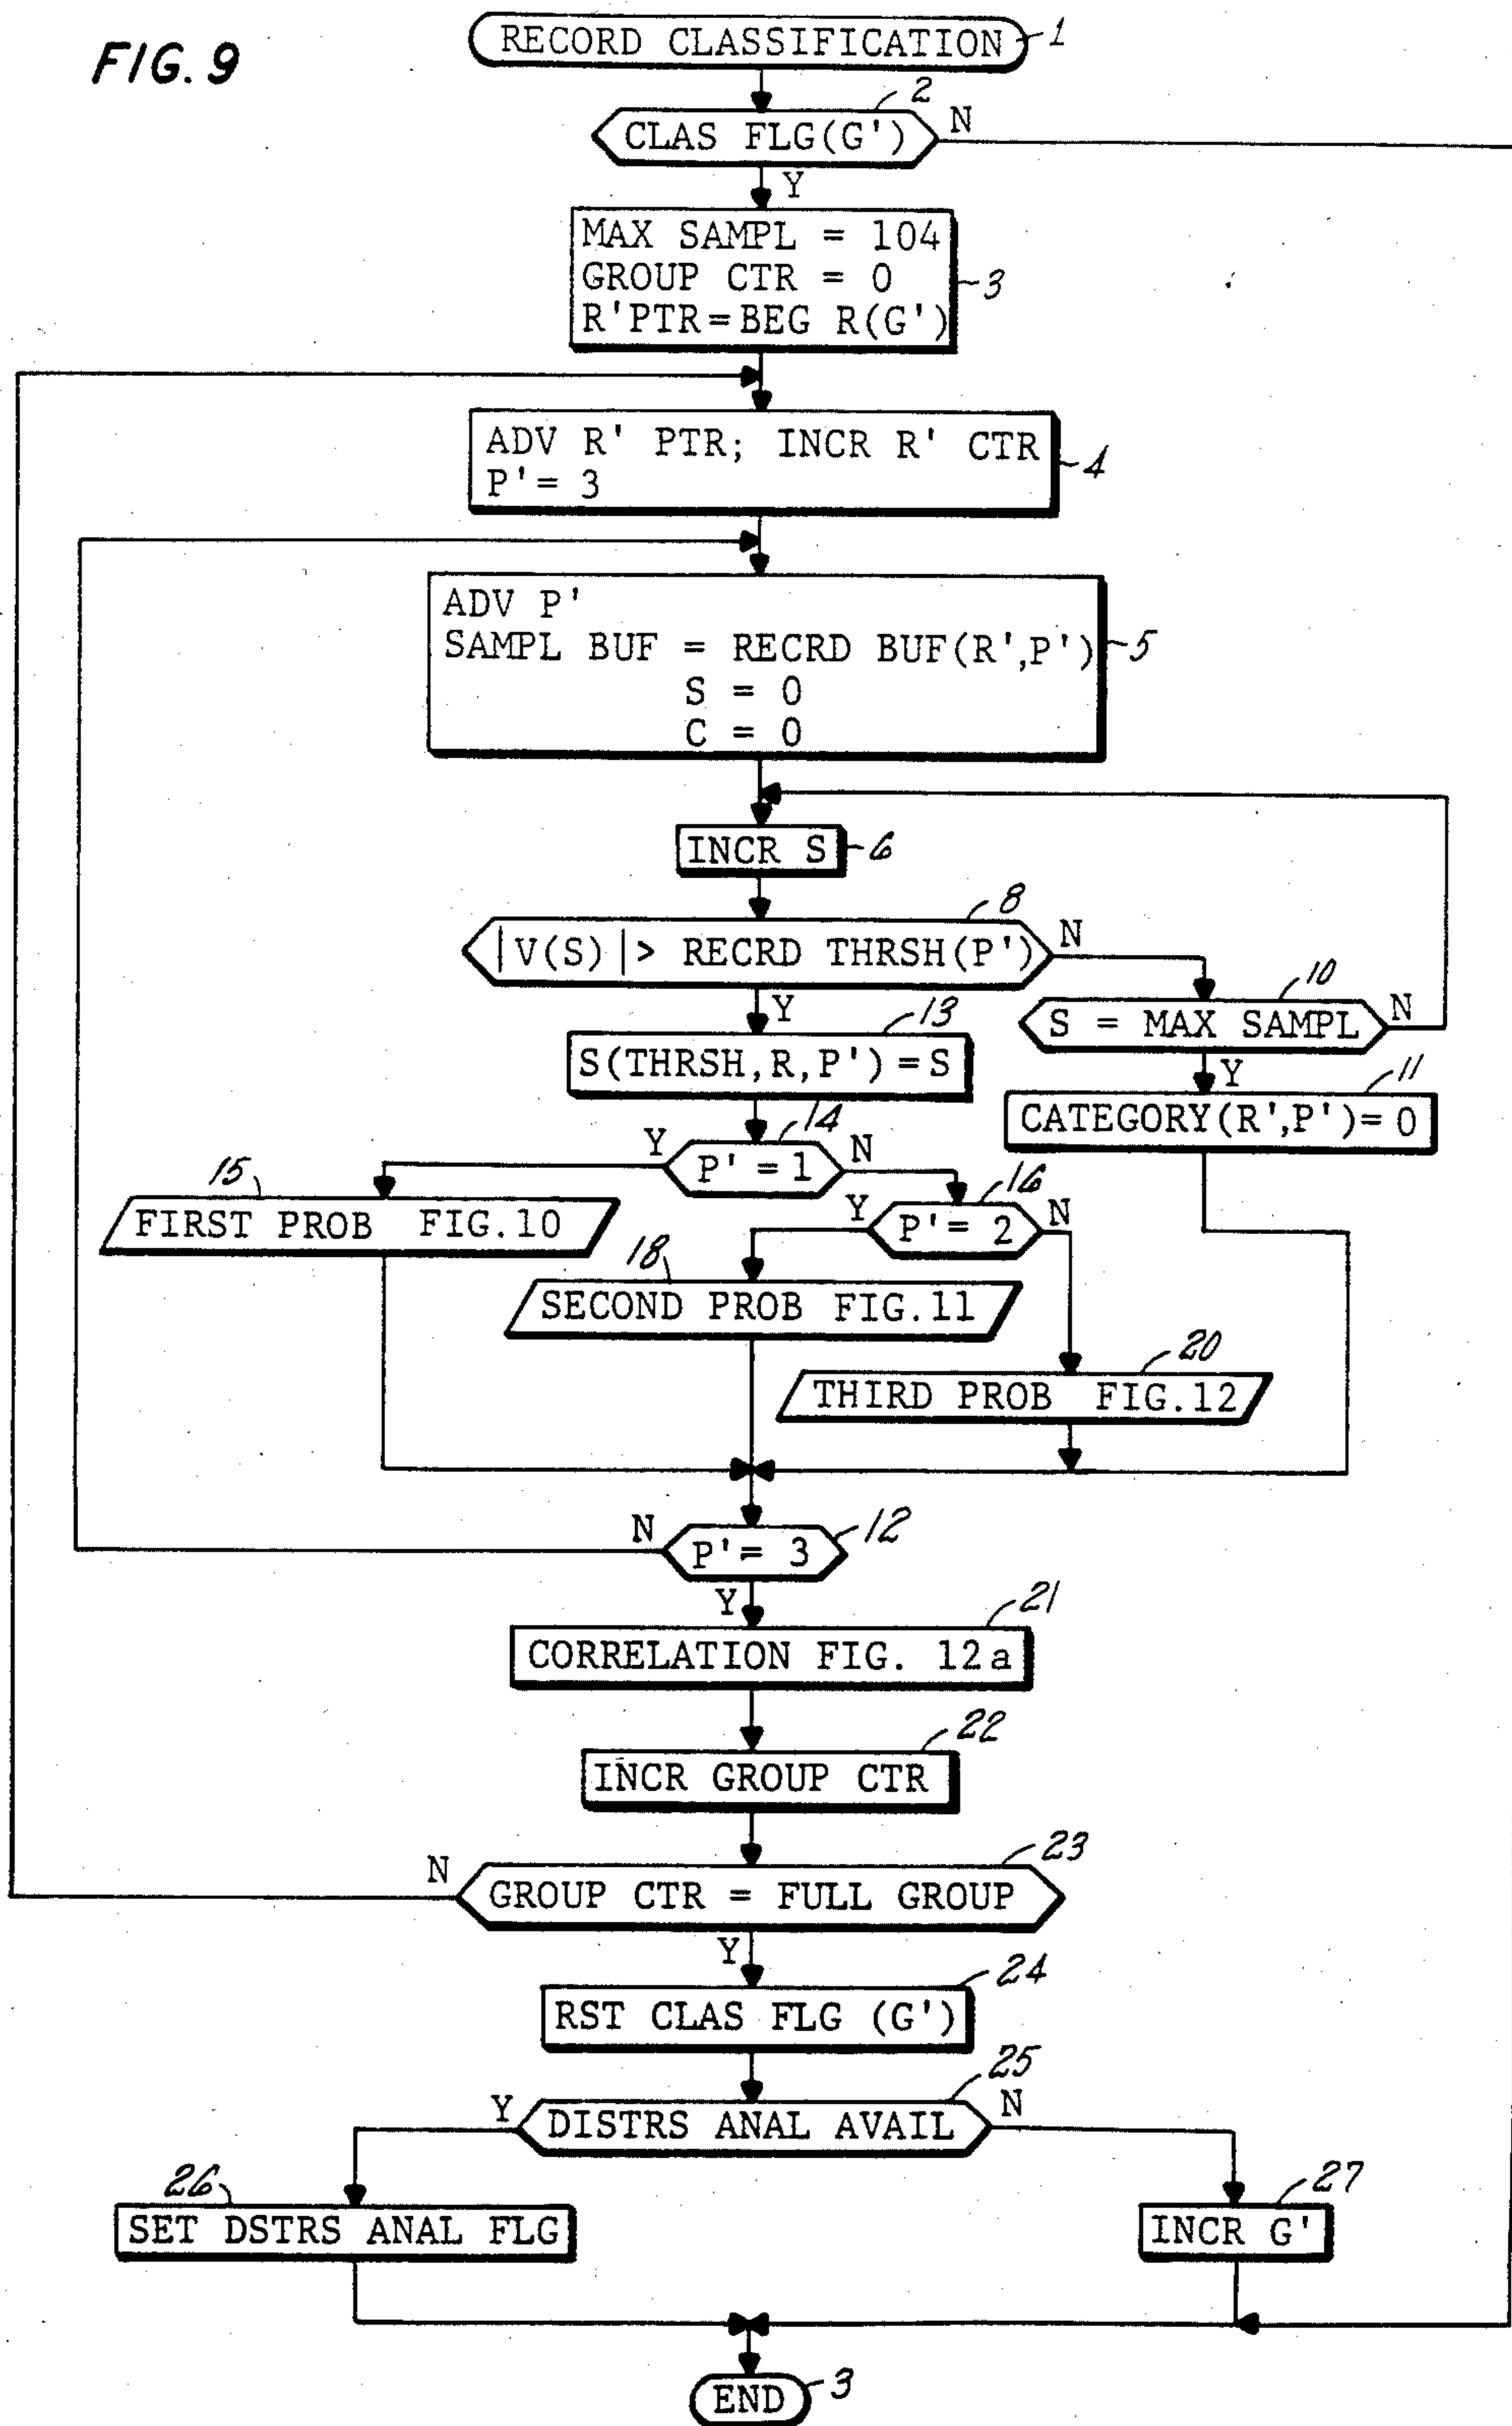 FIG. 9
RECORD CLASSIFICATION
1
2
CLAS FLG(G')
N
Y
MAX SAMPL = 104
GROUP CTR = 0
R'PTR=BEG R(G')
3
ADV R' PTR; INCR R' CTR
P'= 3
4
ADV P'
SAMPL BUF = RECRD BUF(R',P')
S = 0
C = 0
5
INCR S
6
8
|V(S)|> RECRD THRSH(P')
N
10
Y
13
S = MAX SAMPL
N
S(THRSH,R,P')=S
Y
11
CATEGORY(R',P')= 0
14
Y
P' = 1
N
15
16
FIRST PROB FIG.10
Y
P'= 2
N
18
SECOND PROB FIG.11
20
THIRD PROB FIG.12
N
12
P'= 3
Y
21
CORRELATION FIG. 12a
22
INCR GROUP CTR
23
N
GROUP CTR = FULL GROUP
Y
24
RST CLAS FLG (G')
25
Y
DISTRS ANAL AVAIL
N
26
27
SET DSTRS ANAL FLG
INCR G'
END
3